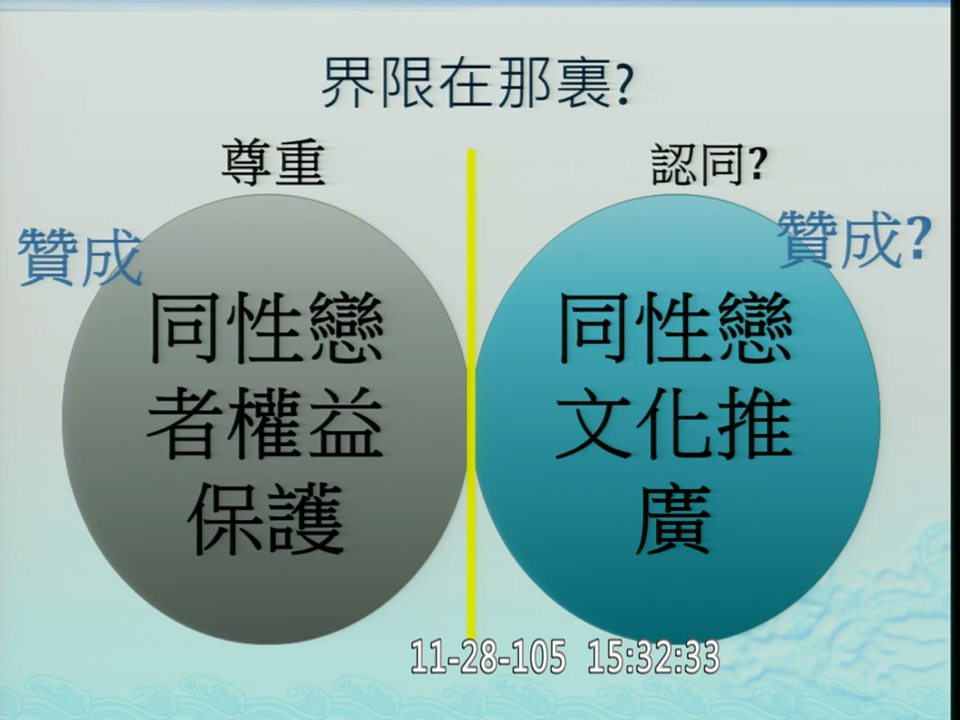 界限在那裏?
尊重
認同?
贊成
贊成?
同性戀
者權益
保護
同性戀
文化推
廣
11-28-105 15:32:33